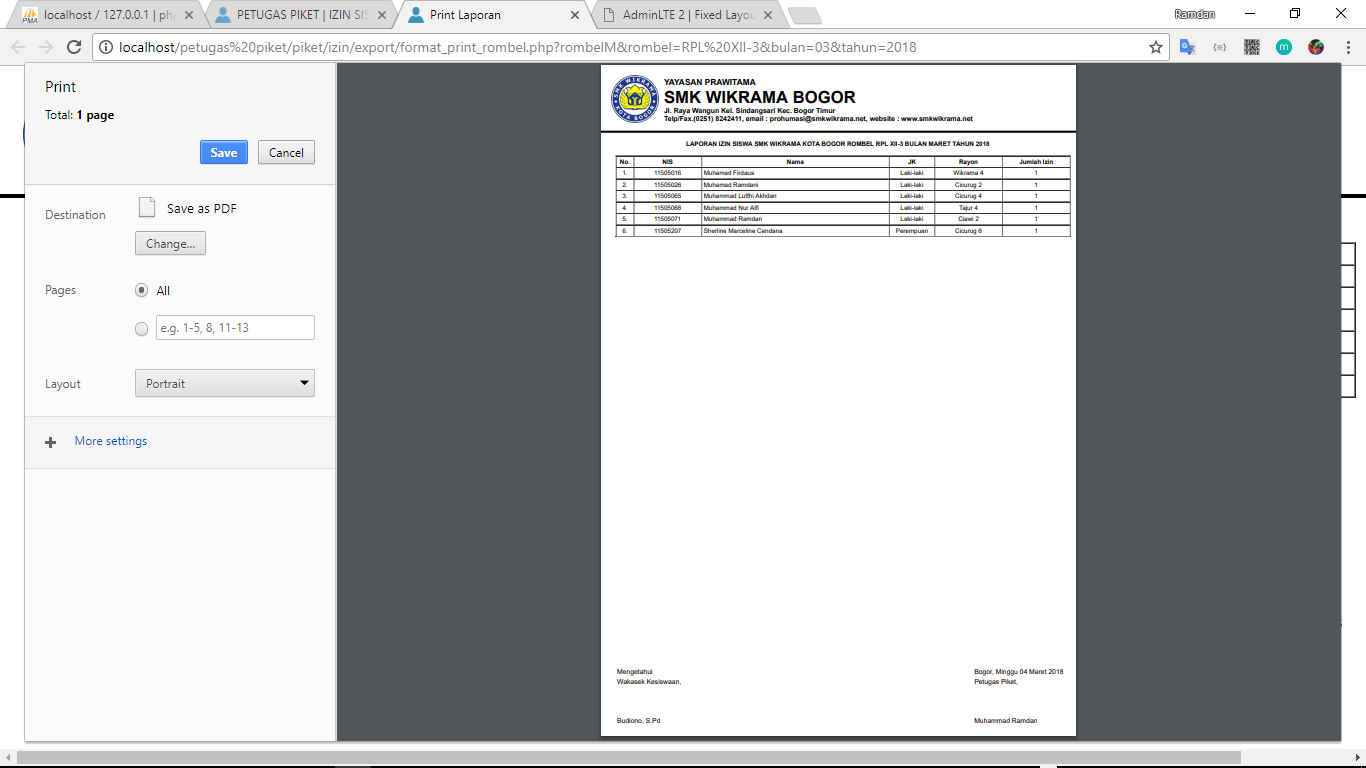 localhost / 127.0.0.1 | ph
PETUGAS PIKET | IZIN SIS
Print Laporan
AdminLTE 2 | Fixed Layou
Ramdan
localhost/petugas%20piket/piket/izin/export/format_print_rombel.php?rombelM&rombel=RPL%20XII-3&bulan=03&tahun=2018
Print
Total: 1 page
Save
Cancel
Destination
Save as PDF
Change...
Pages
All
e.g. 1-5, 8, 11-13
Layout
Portrait
More settings
SMK WIKRAMA
KOTA BOGOR
YAYASAN PRAWITAMA
SMK WIKRAMA BOGOR
Jl. Raya Wangun Kel. Sindangsari Kec. Bogor Timur
Telp/Fax.(0251) 8242411, email : prohumasi@smkwikrama.net, website : www.smkwikrama.net
LAPORAN IZIN SISWA SMK WIKRAMA KOTA BOGOR ROMBEL RPL XII-3 BULAN MARET TAHUN 2018
No. NIS Nama JK Rayon Jumlah Izin
1. 11505016 Muhamad Firdaus Laki-laki Wikrama 4 1
2. 11505026 Muhamad Ramdani Laki-laki Cicurug 2 1
3. 11505065 Muhammad Lutfhi Akhdan Laki-laki Cicurug 4 1
4. 11505068 Muhammad Nur Alfi Laki-laki Tajur 4 1
5. 11505071 Muhammad Ramdan Laki-laki Ciawi 2 1
6. 11505207 Sherline Marceline Cendana Perempuan Cicurug 6 1
Mengetahui
Wakasek Kesiswaan,
Budiono, S.Pd
Bogor, Minggu 04 Maret 2018
Petugas Piket,
Muhammad Ramdan